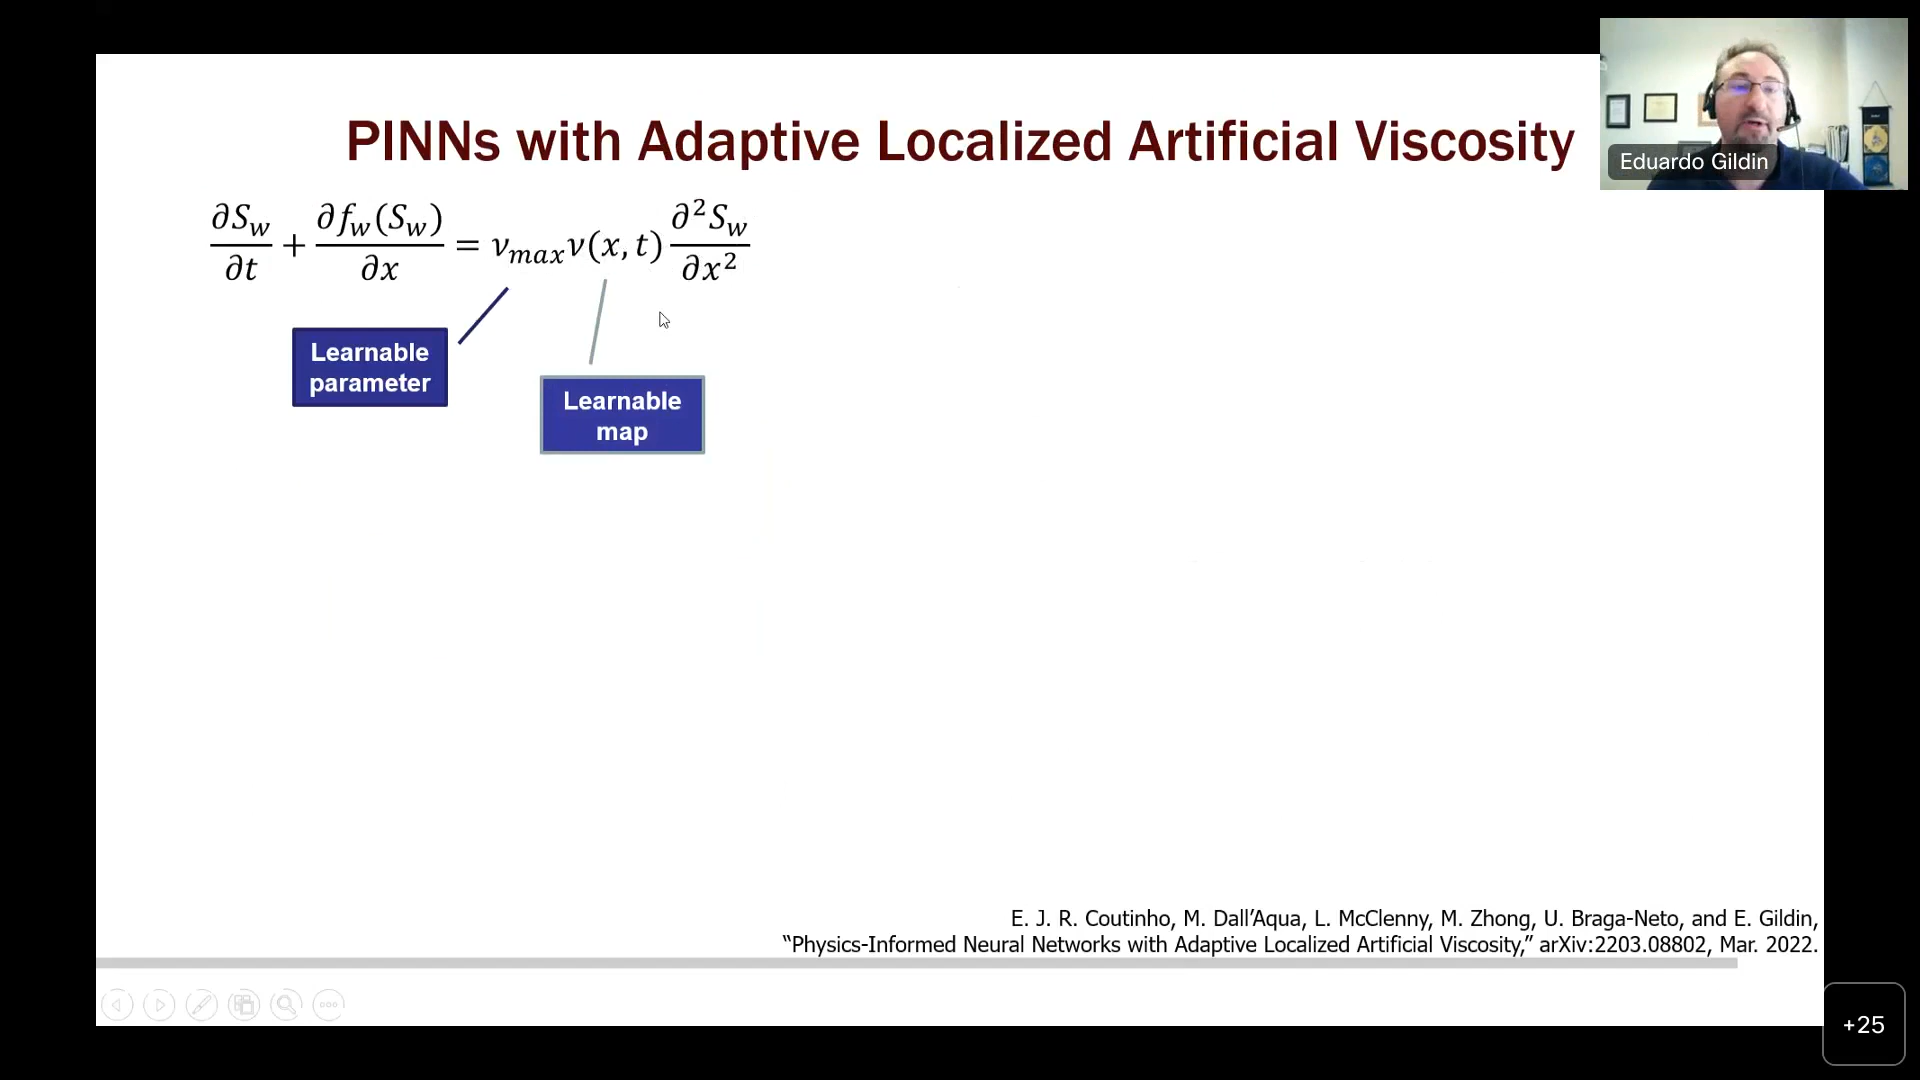 PINNs with Adaptive Localized Artificial Viscosity
Eduardo Gildin
∂S_w/∂t + ∂f_w(S_w)/∂x = ν_max ν(x, t) ∂²S_w/∂x²
Learnable
parameter
Learnable
map
E. J. R. Coutinho, M. Dall’Aqua, L. McClenny, M. Zhong, U. Braga-Neto, and E. Gildin,
“Physics-Informed Neural Networks with Adaptive Localized Artificial Viscosity,” arXiv:2203.08802, Mar. 2022.
+25